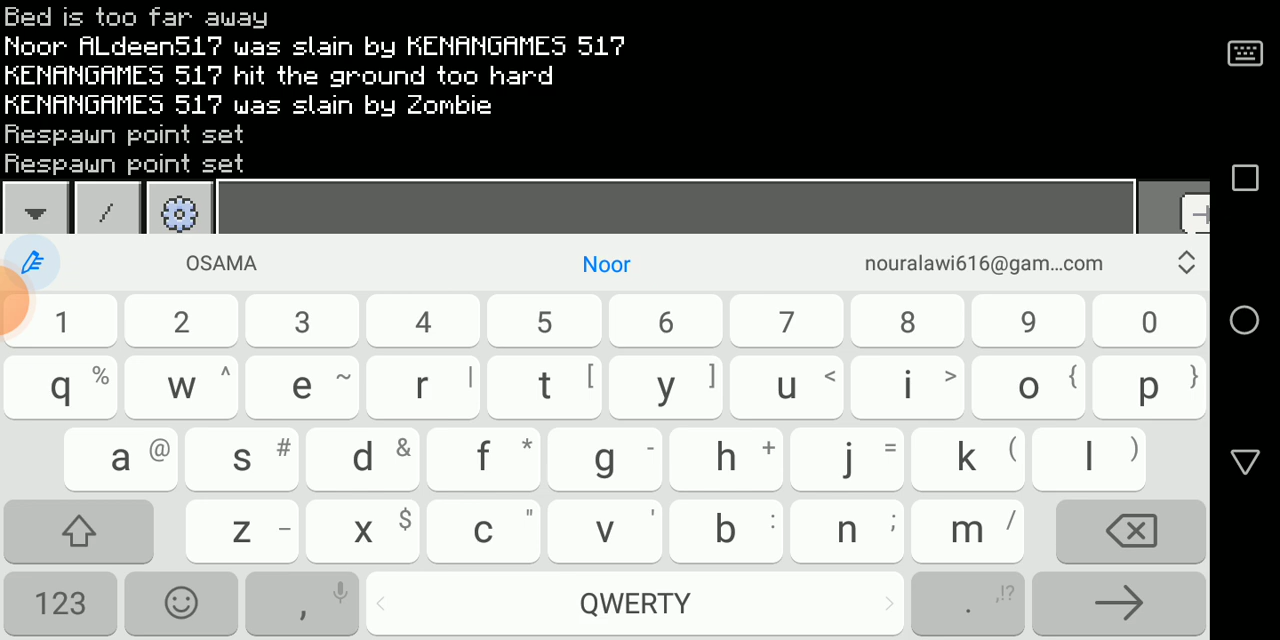 Bed is too far away
Noor ALdeen517 was slain by KENANGAMES 517
KENANGAMES 517 hit the ground too hard
KENANGAMES 517 was slain by Zombie
Respawn point set
Respawn point set
/
OSAMA Noor nouralawi616@gam...com
1 2 3 4 5 6 7 8 9 0
q % w ^ e ~ r | t [ y ] u < i > o { p }
a @ s # d & f * g - h + j = k ( l )
z – x $ c " v ' b : n ; m /
123 , < QWERTY > . ,!?